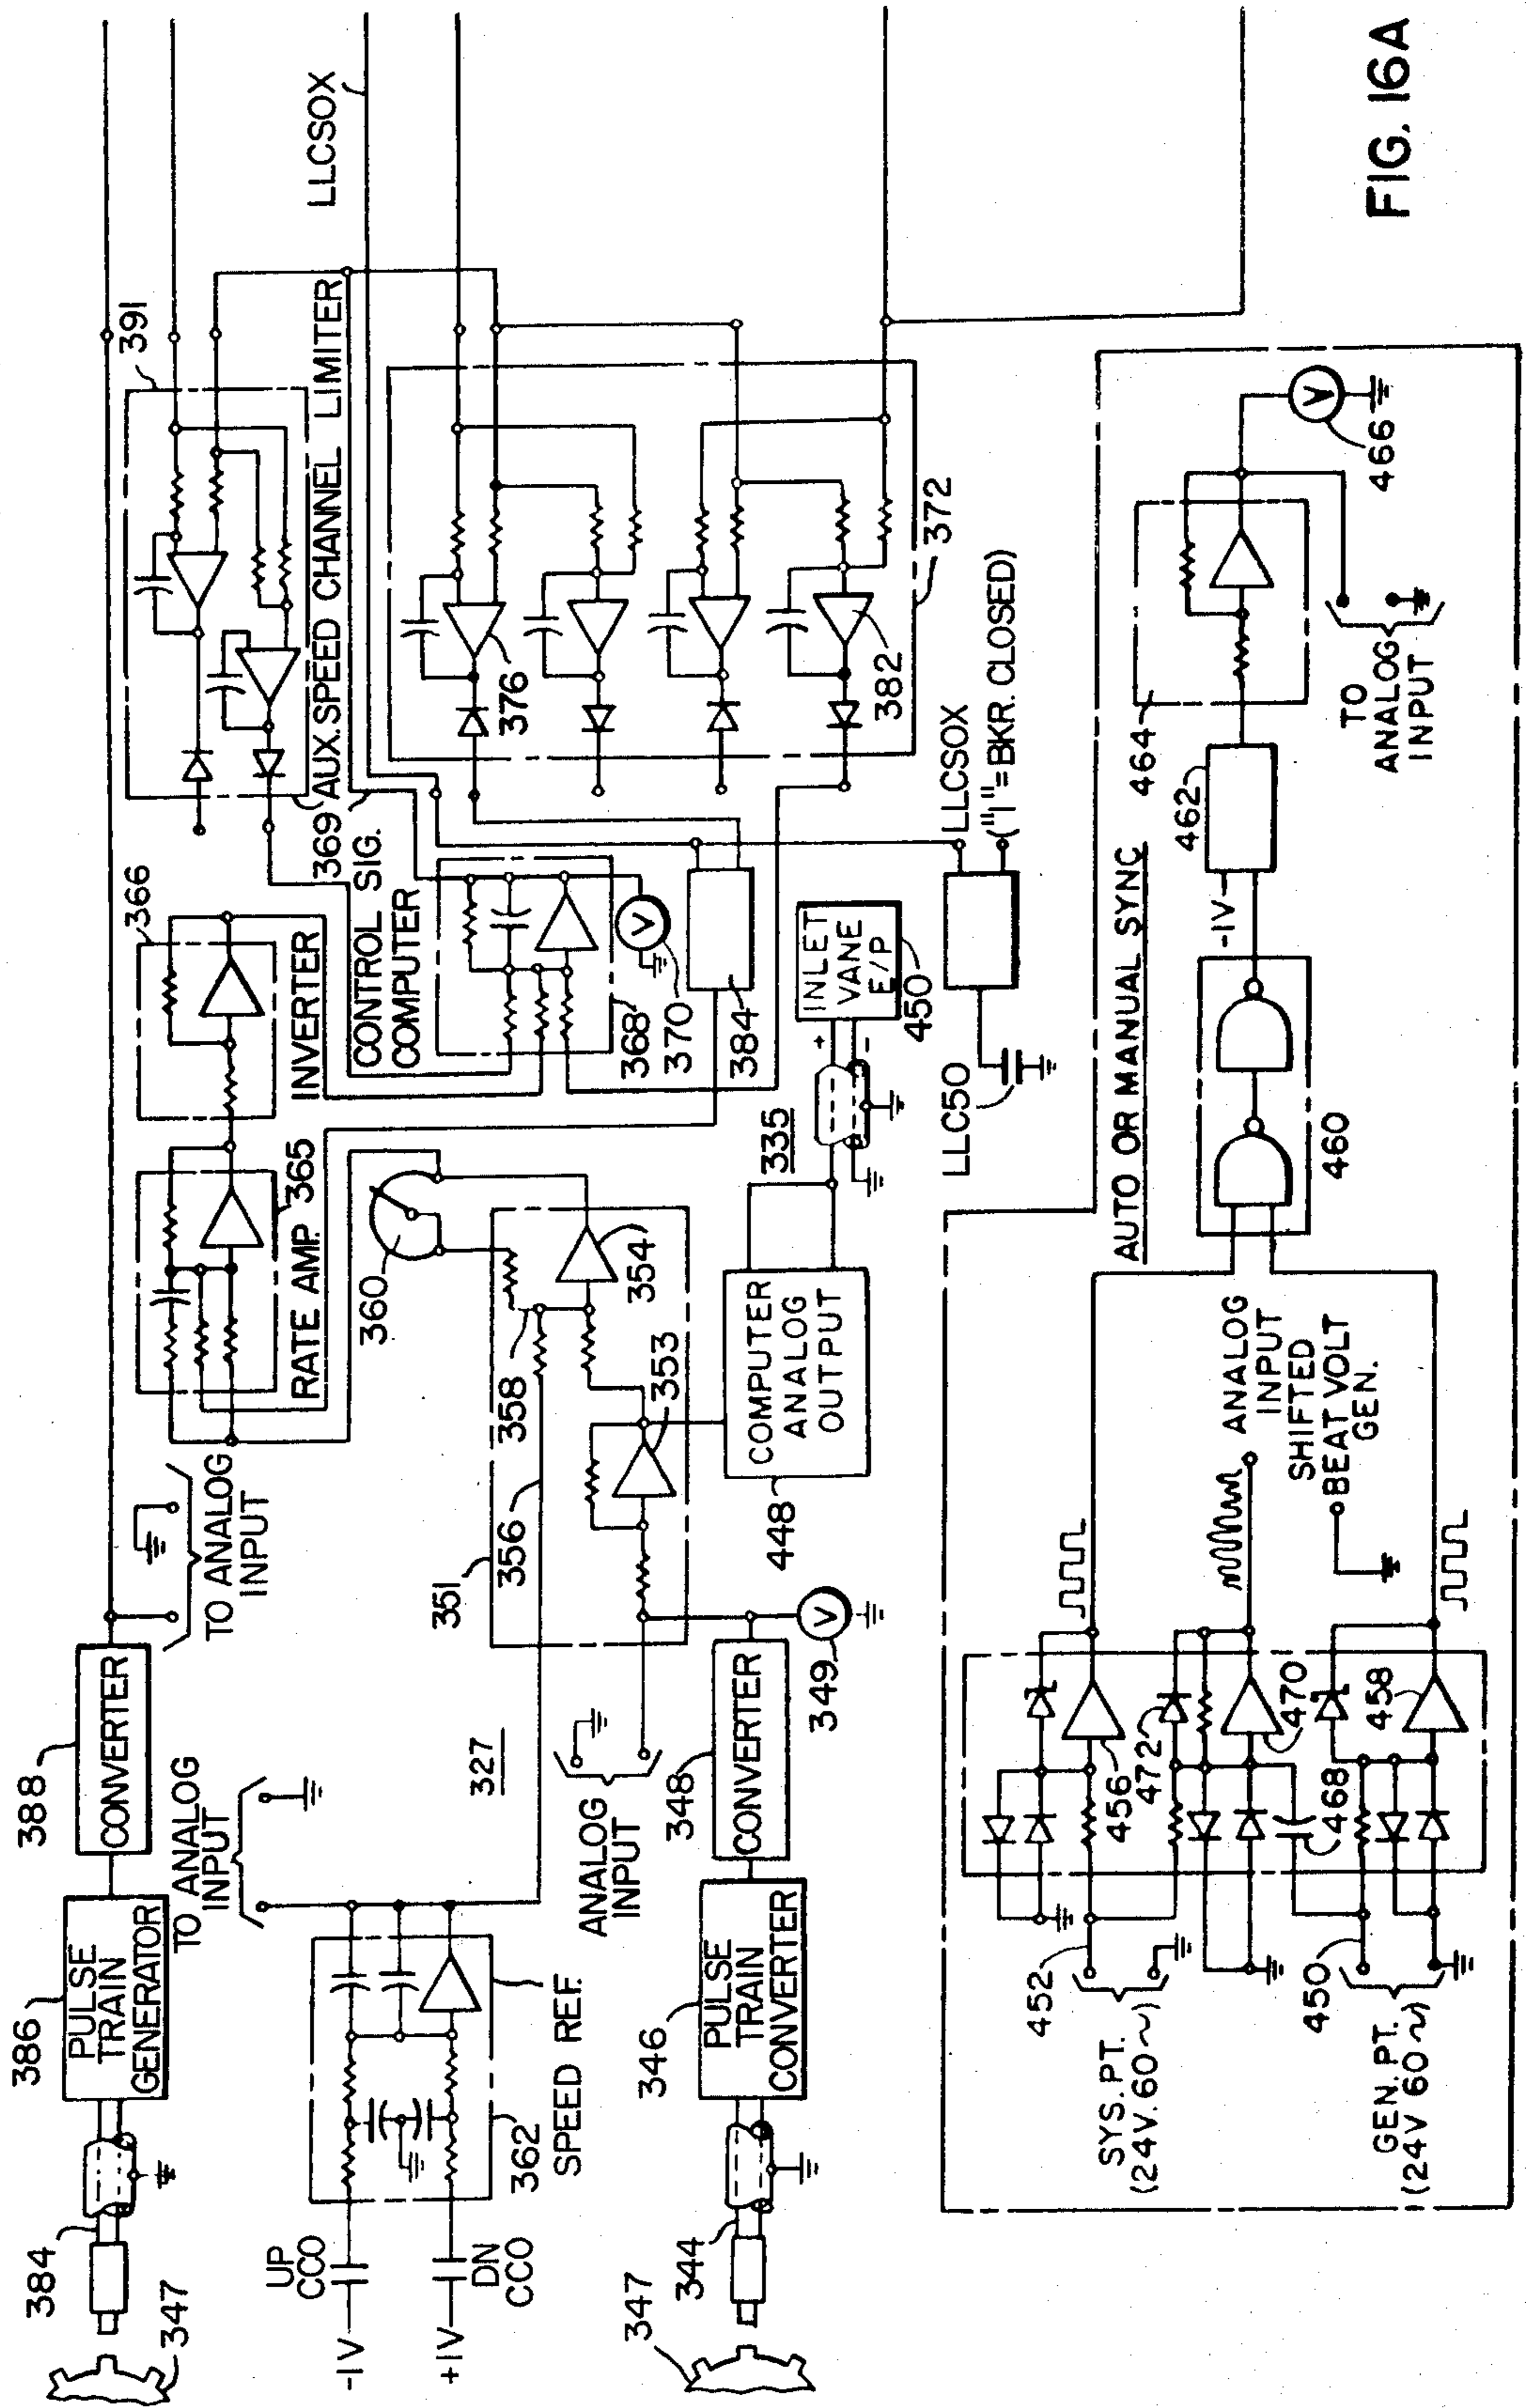 384
347
386
PULSE
TRAIN
GENERATOR
388
CONVERTER
TO ANALOG
INPUT
TO ANALOG
INPUT
RATE AMP.
365
366
INVERTER
391
369
AUX. SPEED CHANNEL LIMITER
LLCSOX
CONTROL SIG.
COMPUTER
368
370
V
384
376
382
372
UP
CCO
-1V
+1V
DN
CCO
362
SPEED REF.
327
351
356
358
360
353
354
335
347
344
346
PULSE
TRAIN
CONVERTER
348
CONVERTER
V
349
ANALOG
INPUT
448
COMPUTER
ANALOG
OUTPUT
+
-
INLET
VANE
E/P
450
LLC50
LLCSOX
("1"=BKR. CLOSED)
AUTO OR MANUAL SYNC
452
SYS. PT.
(24V. 60~)
450
GEN. PT.
(24V 60~)
456
472
468
470
458
ANALOG
INPUT
SHIFTED
BEAT VOLT
GEN.
460
-1V
462
464
V
466
TO
ANALOG
INPUT
FIG. 16A